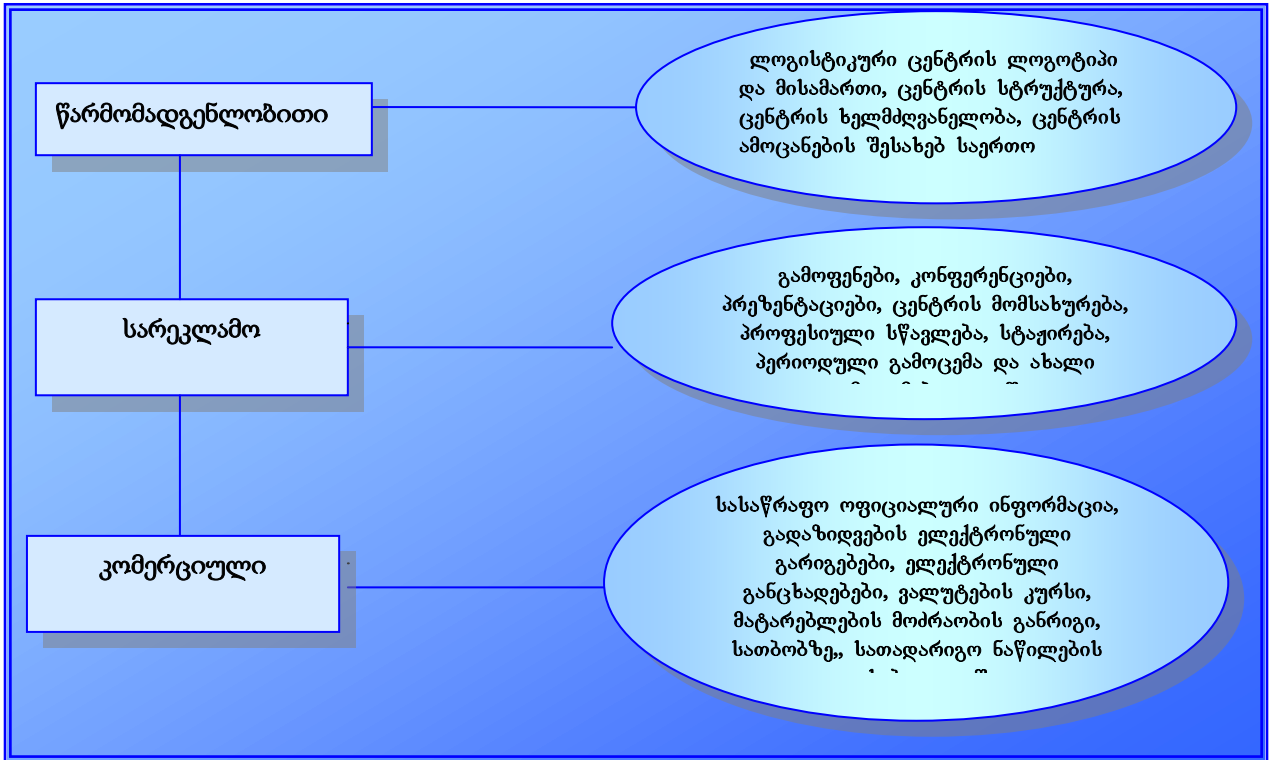 წარმომადგენლობითი
ლოგისტიკური ცენტრის ლოგოტიპი
და მისამართი, ცენტრის სტრუქტურა,
ცენტრის ხელმძღვანელობა, ცენტრის
ამოცანების შესახებ საერთო
სარეკლამო
გამოფენები, კონფერენციები,
პრეზენტაციები, ცენტრის მომსახურება,
პროფესიული სწავლება, სტაჟირება,
პერიოდული გამოცემა და ახალი
კომერციული
სასაწრაფო ოფიციალური ინფორმაცია,
გადაზიდვების ელექტრონული
გარიგებები, ელექტრონული
განცხადებები, ვალუტების კურსი,
მატარებლების მოძრაობის განრიგი,
სათბობზე,, სათადარიგო ნაწილების